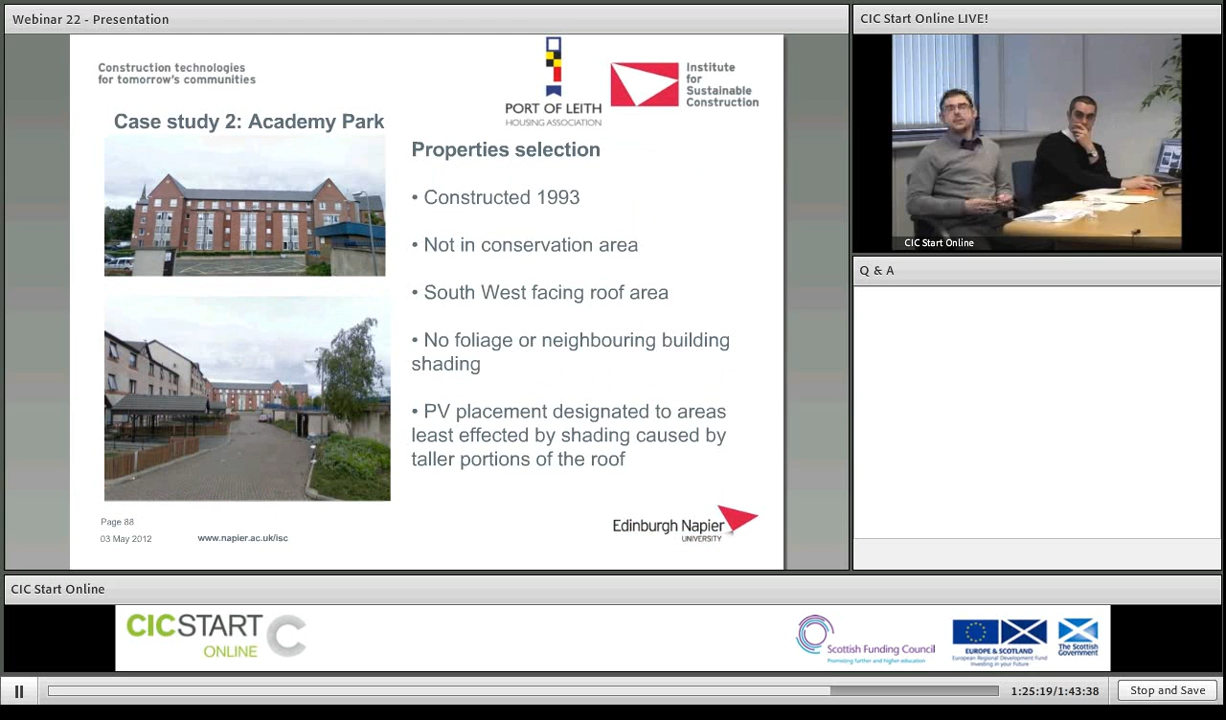 Webinar 22 - Presentation
CIC Start Online LIVE!
Construction technologies
for tomorrow's communities
PORT OF LEITH
HOUSING ASSOCIATION
Institute
for
Sustainable
Construction
Case study 2: Academy Park
Properties selection
• Constructed 1993
• Not in conservation area
• South West facing roof area
• No foliage or neighbouring building
shading
• PV placement designated to areas
least effected by shading caused by
taller portions of the roof
Page 88
03 May 2012
www.napier.ac.uk/isc
Edinburgh Napier
UNIVERSITY
CIC Start Online
Q & A
CIC Start Online
CICSTART
ONLINE
Scottish Funding Council
Promoting further and higher education
EUROPE & SCOTLAND
European Regional Development Fund
Investing in your Future
The Scottish
Government
1:25:19/1:43:38
Stop and Save